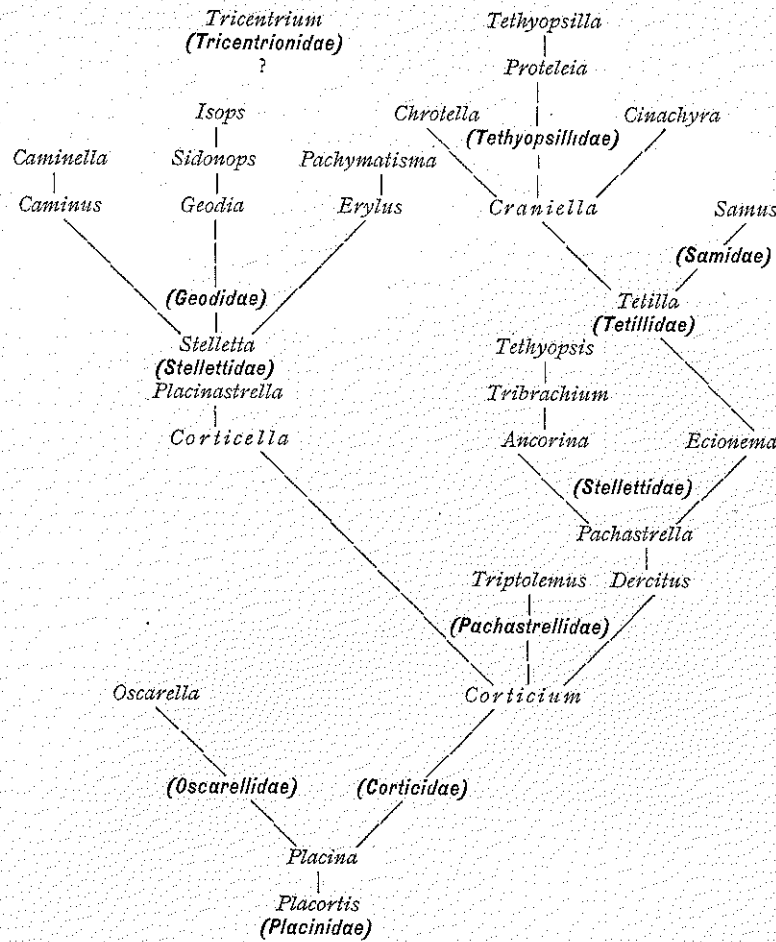 Tricentrium
(Tricentrionidae)
?
Tethyopsilla
Proteleia
Isops
Chrotella
Cinachyra
(Tethyopsillidae)
Caminella
Sidonops
Pachymatisma
Caminus
Geodia
Erylus
Craniella
Samus
(Samidae)
(Geodidae)
Tetilla
(Tetillidae)
Stelletta
(Stellettidae)
Placinastrella
Tethyopsis
Tribrachium
Corticella
Ancorina
Ecionema
(Stellettidae)
Pachastrella
Triptolemus
Dercitus
(Pachastrellidae)
Oscarella
Corticium
(Oscarellidae)
(Corticidae)
Placina
Placortis
(Placinidae)